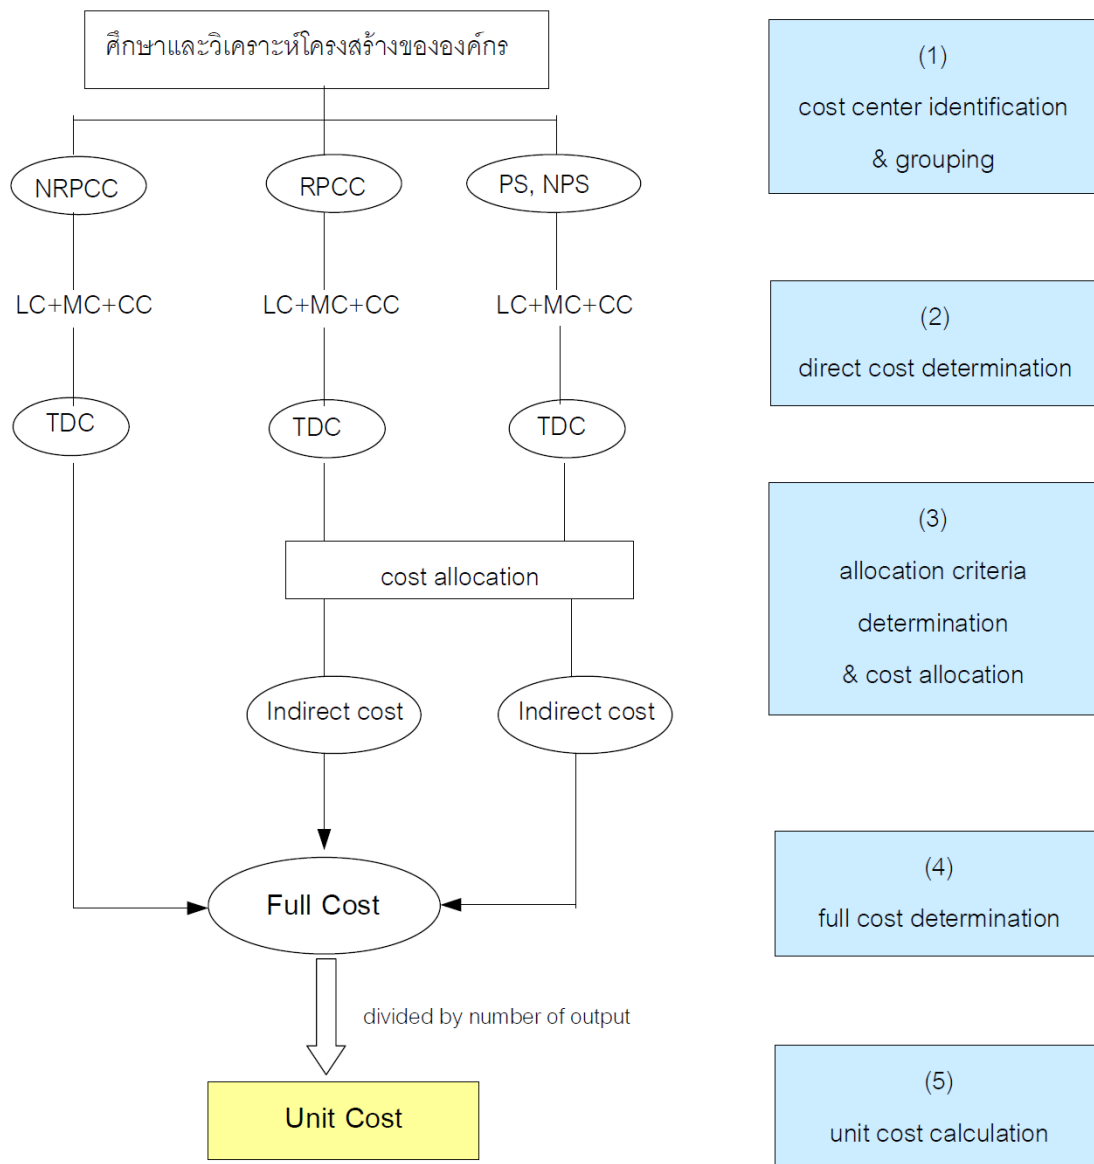 ศึกษาและวิเคราะห์โครงสร้างขององค์กร
NRPCC
RPCC
PS, NPS
LC+MC+CC
LC+MC+CC
LC+MC+CC
TDC
TDC
TDC
cost allocation
Indirect cost
Indirect cost
Full Cost
divided by number of output
Unit Cost
(1)
cost center identification
& grouping
(2)
direct cost determination
(3)
allocation criteria
determination
& cost allocation
(4)
full cost determination
(5)
unit cost calculation